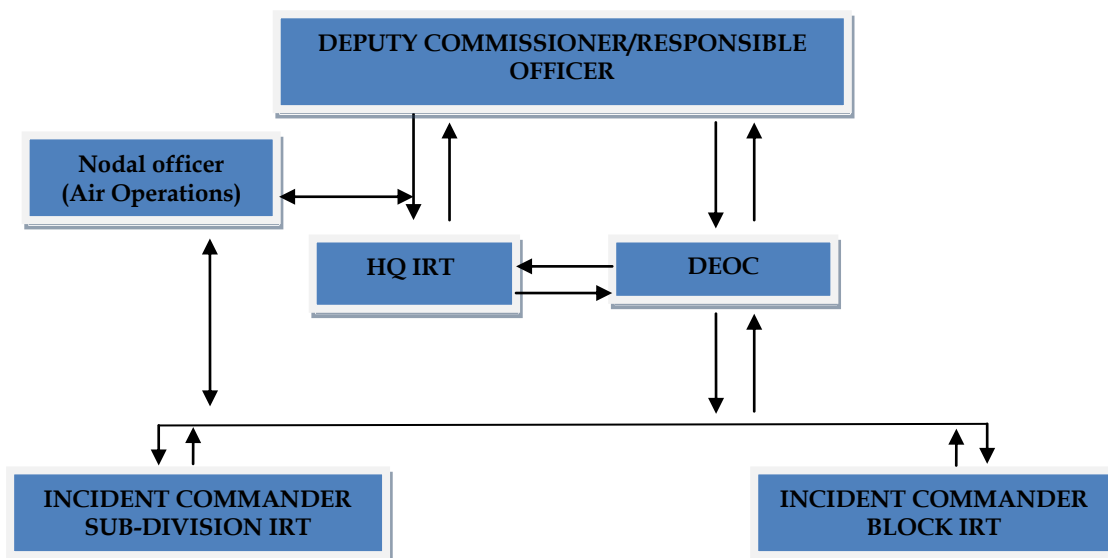 DEPUTY COMMISSIONER/RESPONSIBLE
OFFICER
Nodal officer
(Air Operations)
HQ IRT
DEOC
INCIDENT COMMANDER
SUB-DIVISION IRT
INCIDENT COMMANDER
BLOCK IRT